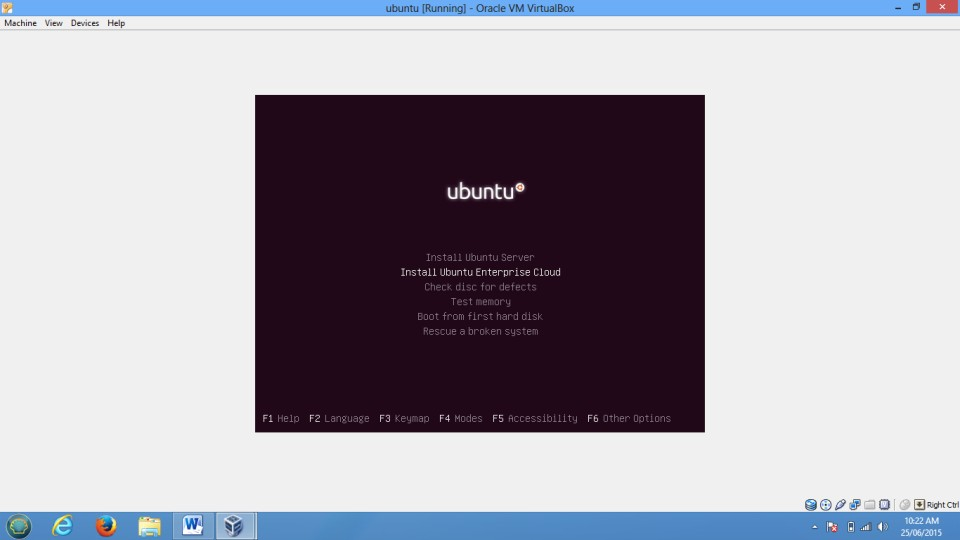 ubuntu [Running] - Oracle VM VirtualBox
Machine View Devices Help
ubuntu
Install Ubuntu Server
Install Ubuntu Enterprise Cloud
Check disc for defects
Test memory
Boot from first hard disk
Rescue a broken system
F1 Help F2 Language F3 Keymap F4 Modes F5 Accessibility F6 Other Options
Right Ctrl
10:22 AM
25/06/2015